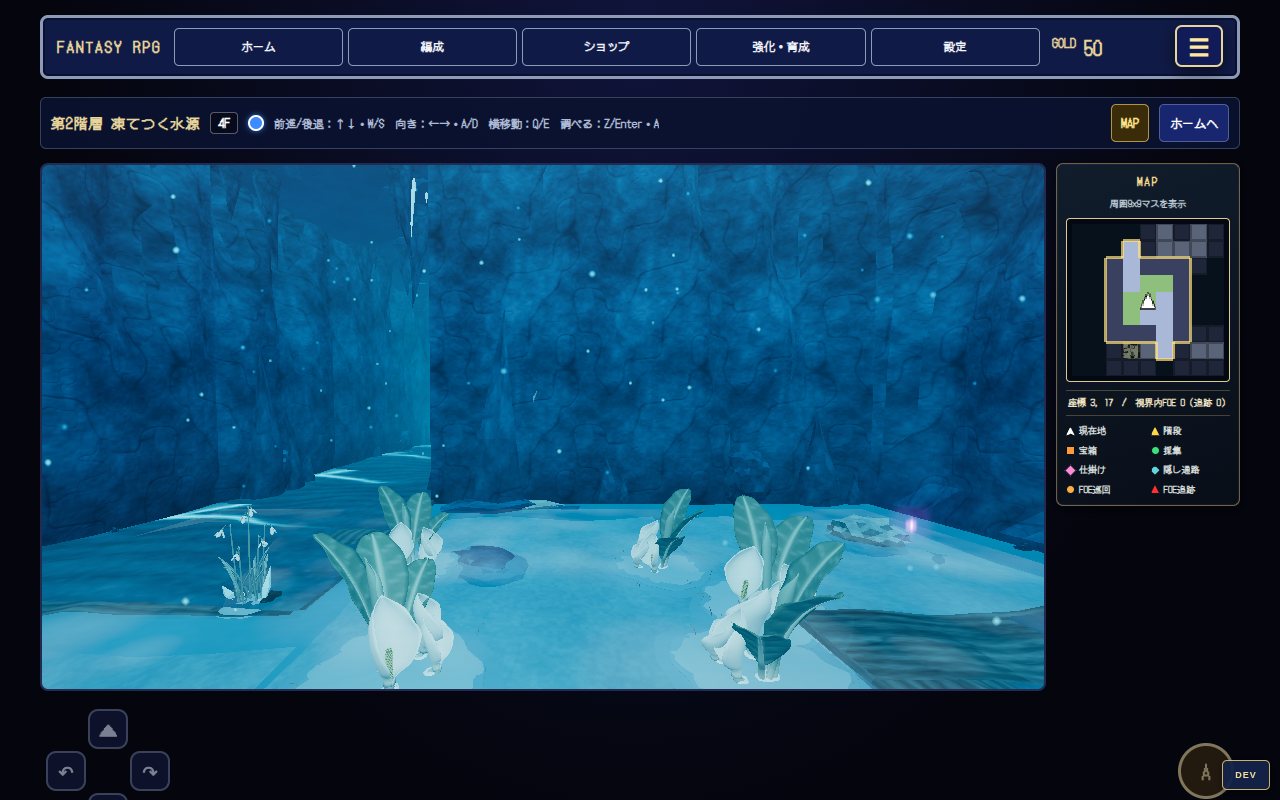 FANTASY RPG ホーム 編成 ショップ 強化・育成 設定 GOLD 50
第2階層 凍てつく水源 4F 前進/後退：↑↓・W/S 向き：←→・A/D 横移動：Q/E 調べる：Z/Enter・A MAP ホームへ
MAP
周囲9x9マスを表示
座標 3, 17 / 視界内FOE 0 (追跡 0)
現在地 階段
宝箱 採集
仕掛け 隠し通路
FOE巡回 FOE追跡
A DEV